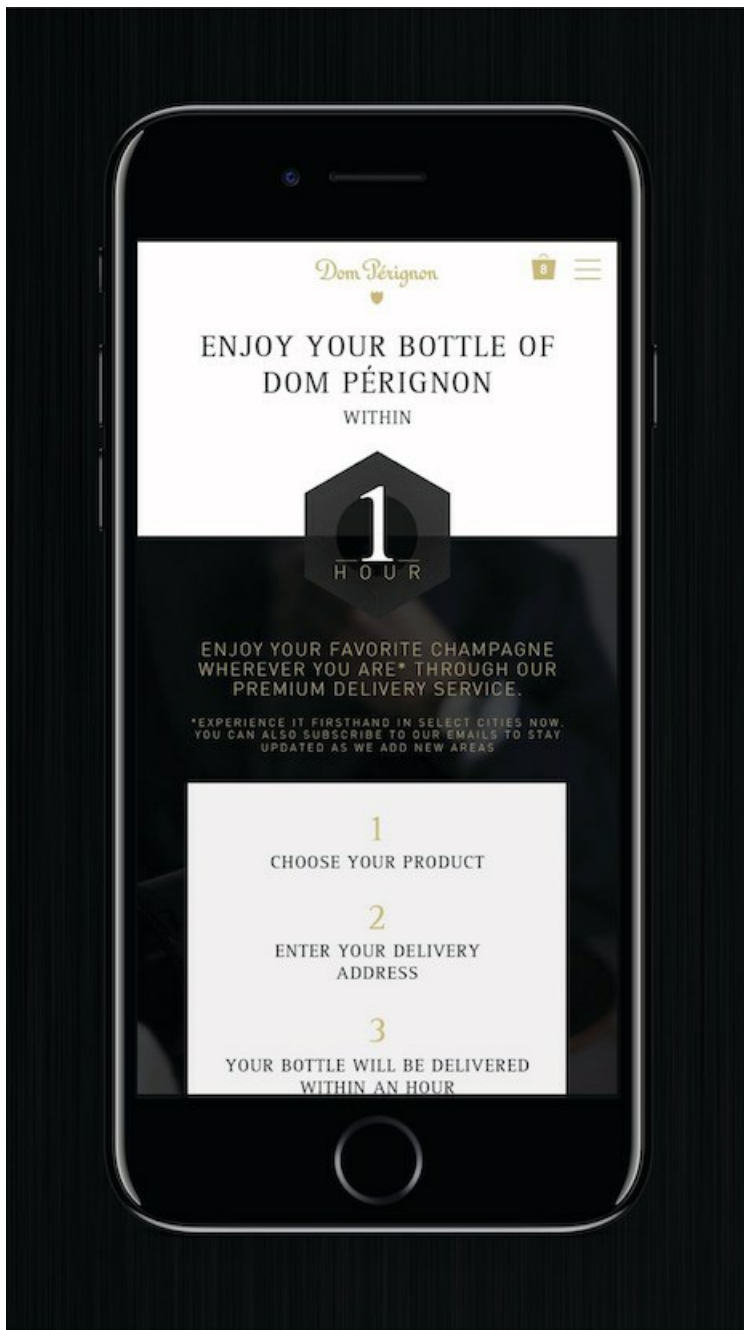 Dom Pérignon
8
ENJOY YOUR BOTTLE OF
DOM PÉRIGNON
WITHIN
1
HOUR
ENJOY YOUR FAVORITE CHAMPAGNE
WHEREVER YOU ARE* THROUGH OUR
PREMIUM DELIVERY SERVICE.
*EXPERIENCE IT FIRSTHAND IN SELECT CITIES NOW.
YOU CAN ALSO SUBSCRIBE TO OUR EMAILS TO STAY
UPDATED AS WE ADD NEW AREAS
1
CHOOSE YOUR PRODUCT
2
ENTER YOUR DELIVERY
ADDRESS
3
YOUR BOTTLE WILL BE DELIVERED
WITHIN AN HOUR